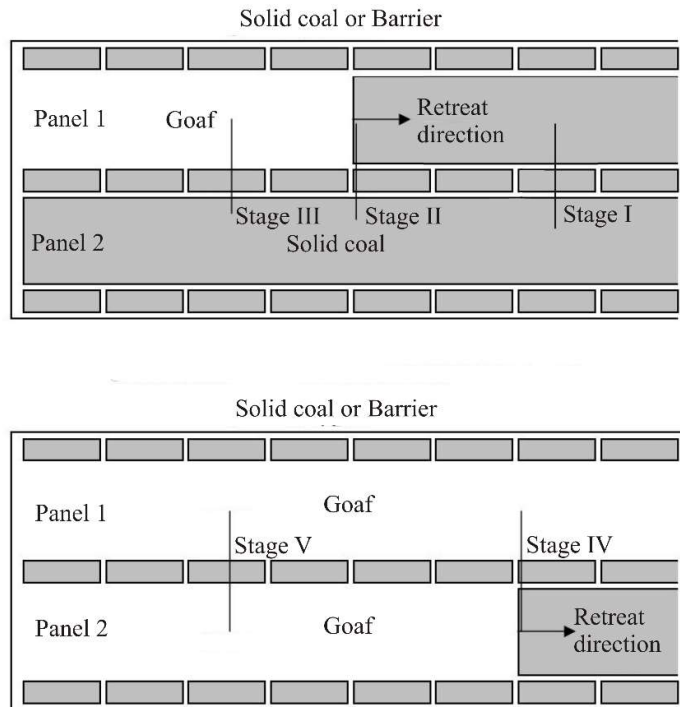 Solid coal or Barrier
Panel 1
Goaf
Retreat
direction
Stage III
Stage II
Stage I
Panel 2
Solid coal
Solid coal or Barrier
Panel 1
Goaf
Stage V
Stage IV
Panel 2
Goaf
Retreat
direction